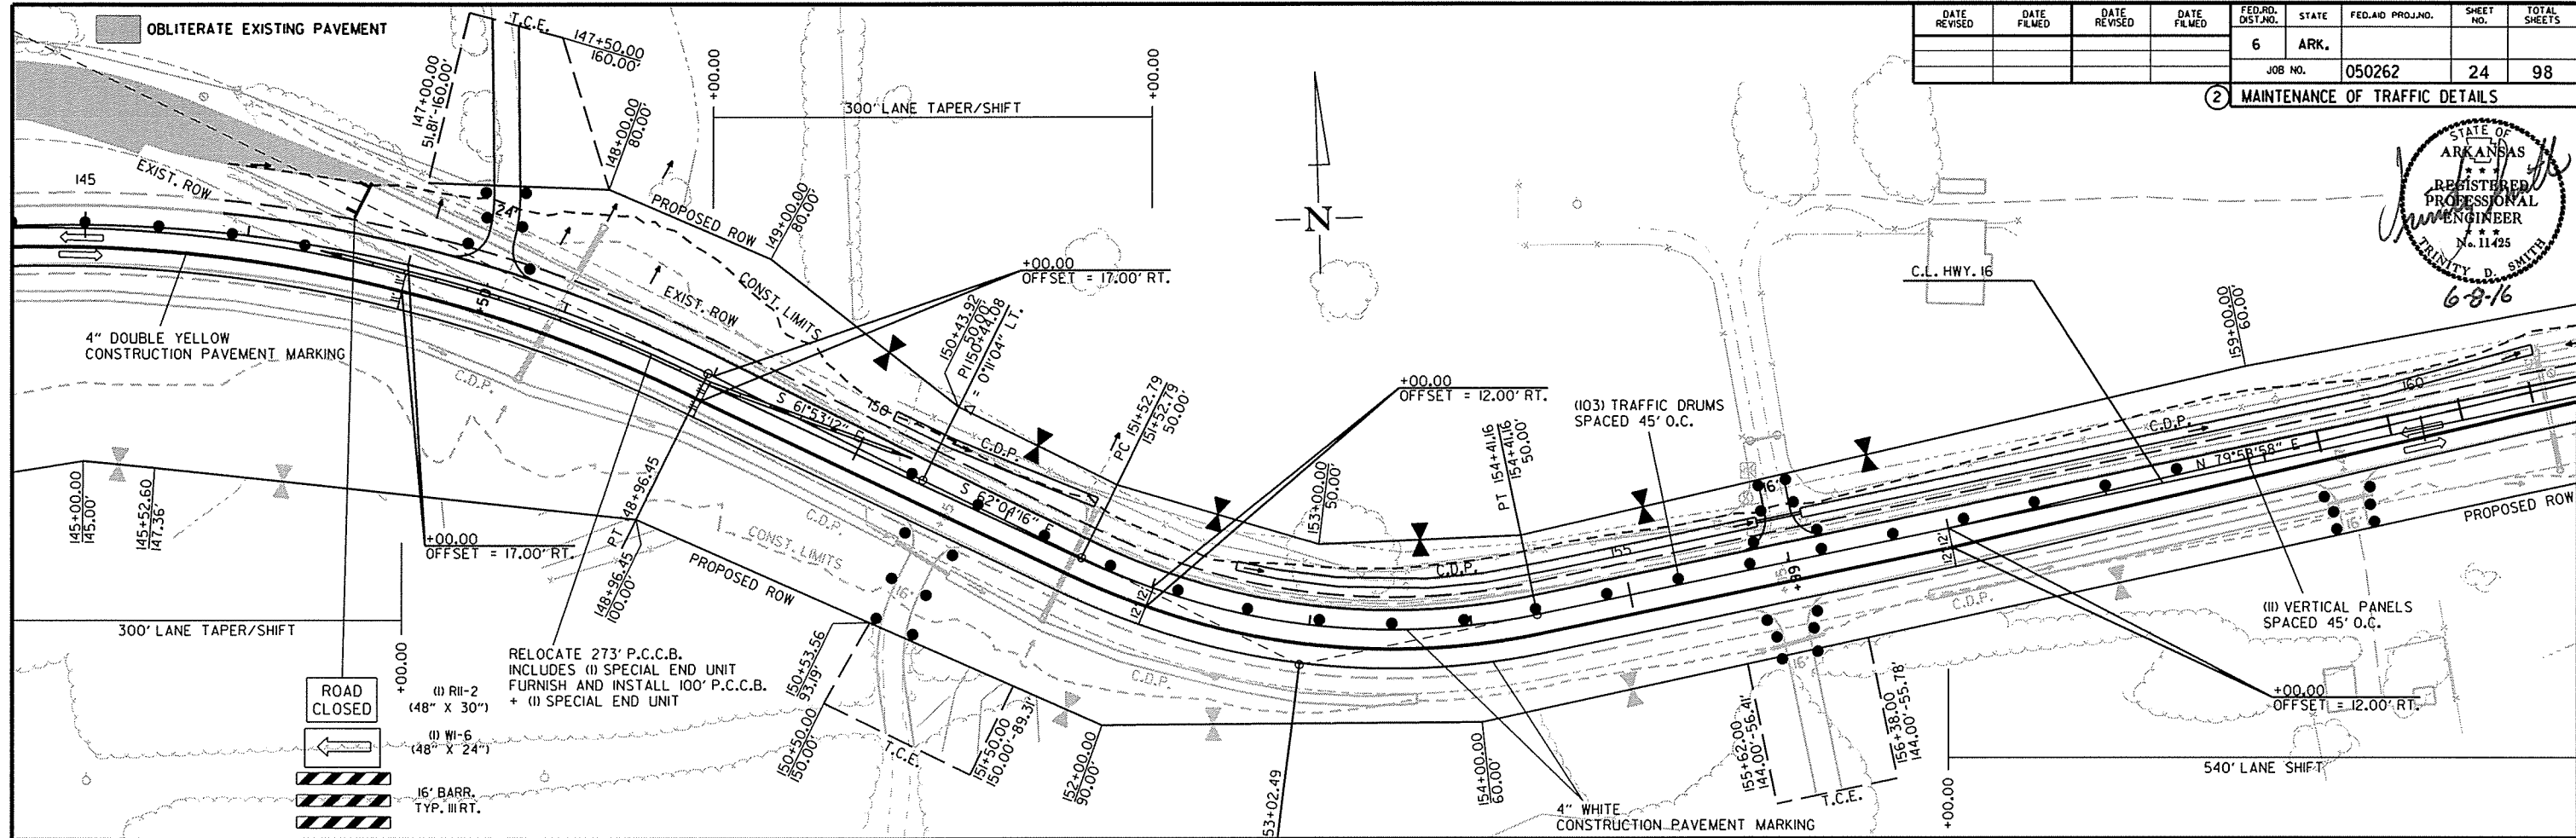 OBLITERATE EXISTING PAVEMENT
T.C.E.
147+50.00
160.00'
147+00.00
51.81'-160.00'
+00.00
300' LANE TAPER/SHIFT
+00.00
DATE REVISED
DATE FILMED
DATE REVISED
DATE FILMED
FED.RD. DIST.NO.
STATE
FED.AID PROJ.NO.
SHEET NO.
TOTAL SHEETS
6
ARK.
JOB NO.
050262
24
98
2
MAINTENANCE OF TRAFFIC DETAILS
STATE OF
ARKANSAS
REGISTERED
PROFESSIONAL
ENGINEER
No. 11425
TRINITY D. SMITH
6-8-16
145
EXIST. ROW
24'
148+00.00
80.00'
PROPOSED ROW
149+00.00
80.00'
N
+00.00
OFFSET = 17.00' RT.
C.L. HWY. 16
159+00.00
60.00'
4" DOUBLE YELLOW
CONSTRUCTION PAVEMENT MARKING
+50
EXIST. ROW
CONST. LIMITS
150+43.92
50.00'
PI 150+44.08
0°11'04" LT.
C.D.P.
S 61°53'12" E
150
C.D.P.
PC 151+52.79
151+52.79
50.00'
+00.00
OFFSET = 12.00' RT.
(103) TRAFFIC DRUMS
SPACED 45' O.C.
PT 154+41.16
154+41.16
50.00'
C.D.P.
160
N 79°58'58" E
16'
S 62°04'16" E
145+00.00
145.00'
145+52.60
147.36'
+00.00
OFFSET = 17.00' RT.
PT 148+96.45
148+96.45
100.00'
PROPOSED ROW
C.D.P.
CONST. LIMITS
16'
153+00.00
50.00'
155
C.D.P.
12'
12'
+99
12'
12'
16'
PROPOSED ROW
C.D.P.
(11) VERTICAL PANELS
SPACED 45' O.C.
300' LANE TAPER/SHIFT
+00.00
RELOCATE 273' P.C.C.B.
INCLUDES (1) SPECIAL END UNIT
FURNISH AND INSTALL 100' P.C.C.B.
+ (1) SPECIAL END UNIT
ROAD
CLOSED
(1) R11-2
(48" X 30")
(1) W1-6
(48" X 24")
16' BARR.
TYP. III RT.
150+53.56
93.19'
150+50.00
150.00'
T.C.E.
151+50.00
150.00'-89.31'
152+00.00
90.00'
C.D.P.
53+02.49
154+00.00
60.00'
4" WHITE
CONSTRUCTION PAVEMENT MARKING
16'
155+62.00
144.00'-56.41'
156+38.00
144.00'-55.78'
T.C.E.
+00.00
540' LANE SHIFT
+00.00
OFFSET = 12.00' RT.